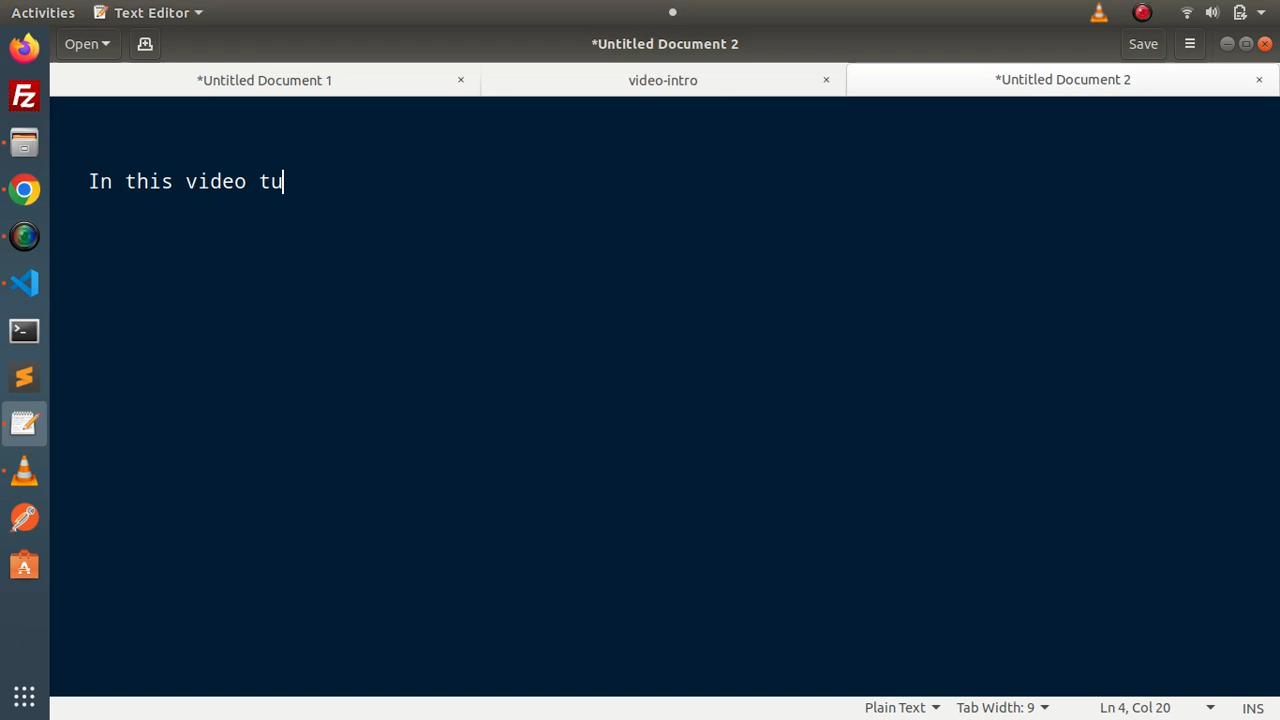 Activities Text Editor
Open *Untitled Document 2 Save
*Untitled Document 1 × video-intro × *Untitled Document 2 ×
In this video tu
Plain Text Tab Width: 9 Ln 4, Col 20 INS